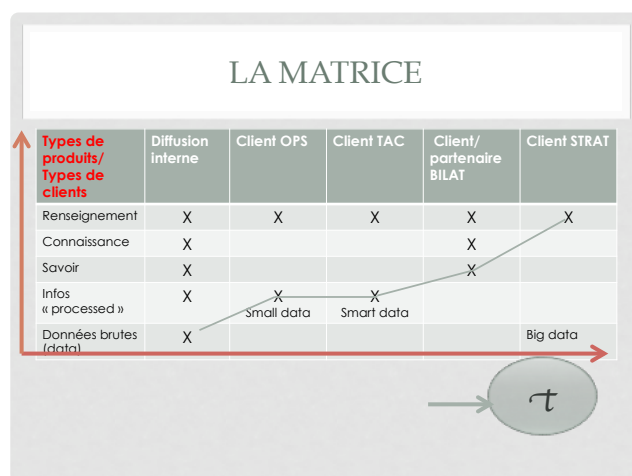 LA MATRICE
Types de
produits/
Types de
clients
Diffusion
interne
Client OPS
Client TAC
Client/
partenaire
BILAT
Client STRAT
Renseignement X X X X X
Connaissance X X
Savoir X X
Infos
« processed »
X X X
Small data Smart data
Données brutes
(data)
X
Big data
τ